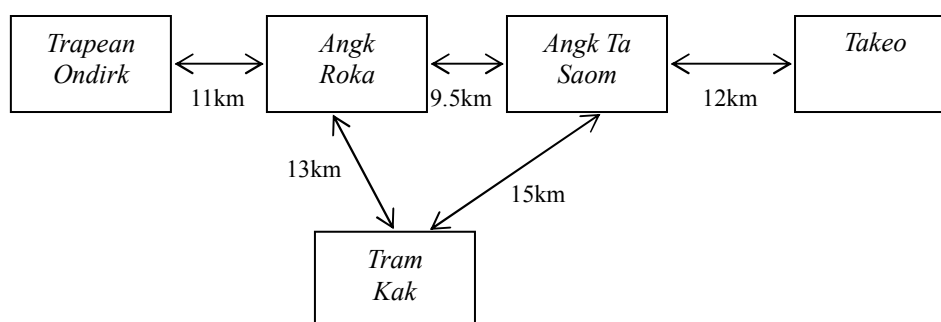 Trapean
Ondirk
Angk
Roka
Angk Ta
Saom
Takeo
11km
9.5km
12km
13km
15km
Tram
Kak